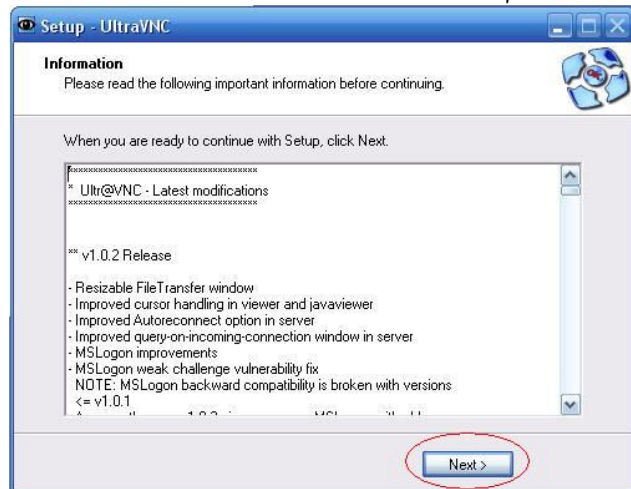 Setup - UltraVNC
Information
Please read the following important information before continuing.
When you are ready to continue with Setup, click Next.
************************************
* Ultr@VNC - Latest modifications
************************************
** v1.0.2 Release
- Resizable FileTransfer window
- Improved cursor handling in viewer and javaviewer
- Improved Autoreconnect option in server
- Improved query-on-incoming-connection window in server
- MSLogon improvements
- MSLogon weak challenge vulnerability fix
NOTE: MSLogon backward compatibility is broken with versions
<= v1.0.1
Next >